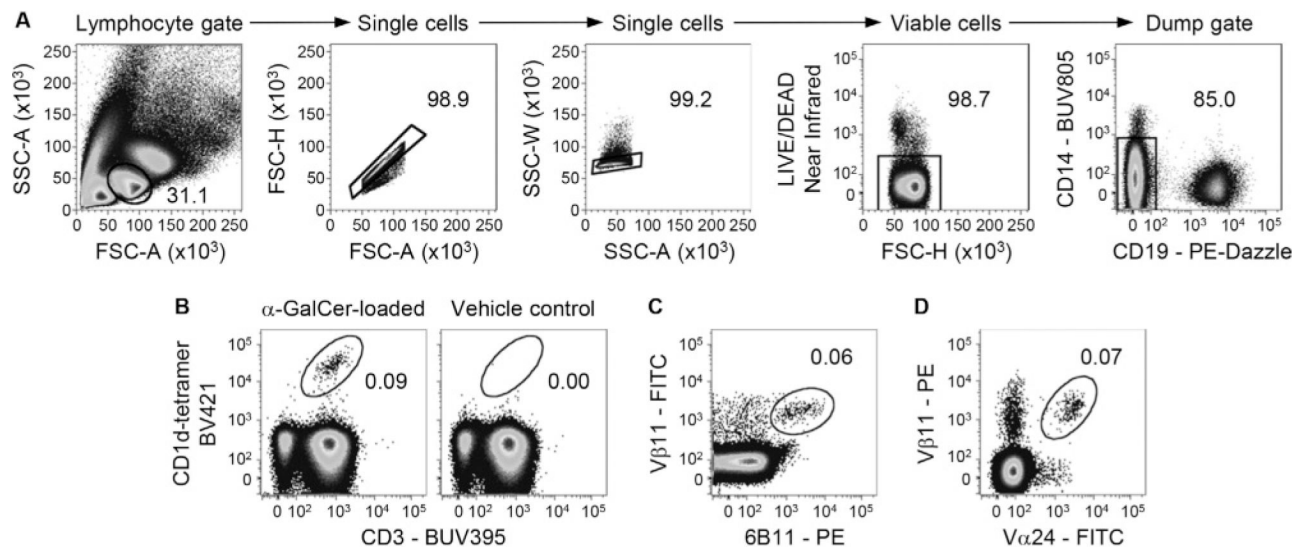 A
Lymphocyte gate
Single cells
Single cells
Viable cells
Dump gate
SSC-A (x10³)
250
200
150
100
50
0
31.1
0 50 100 150 200 250
FSC-A (x10³)
FSC-H (x10³)
250
200
150
100
50
0
98.9
0 50 100 150 200 250
FSC-A (x10³)
SSC-W (x10³)
250
200
150
100
50
0
99.2
0 50 100 150 200 250
SSC-A (x10³)
LIVE/DEAD
Near Infrared
10⁵
10⁴
10³
10²
0
98.7
0 50 100 150 200 250
FSC-H (x10³)
CD14 - BUV805
10⁵
10⁴
10³
10²
0
85.0
0 10² 10³ 10⁴ 10⁵
CD19 - PE-Dazzle
B
α-GalCer-loaded
Vehicle control
CD1d-tetramer
BV421
10⁵
10⁴
10³
10²
0
0.09
0.00
0 10² 10³ 10⁴ 10⁵
0 10² 10³ 10⁴ 10⁵
CD3 - BUV395
C
Vβ11 - FITC
10⁵
10⁴
10³
10²
0
0.06
0 10² 10³ 10⁴ 10⁵
6B11 - PE
D
Vβ11 - PE
10⁵
10⁴
10³
10²
0
0.07
0 10² 10³ 10⁴ 10⁵
Vα24 - FITC